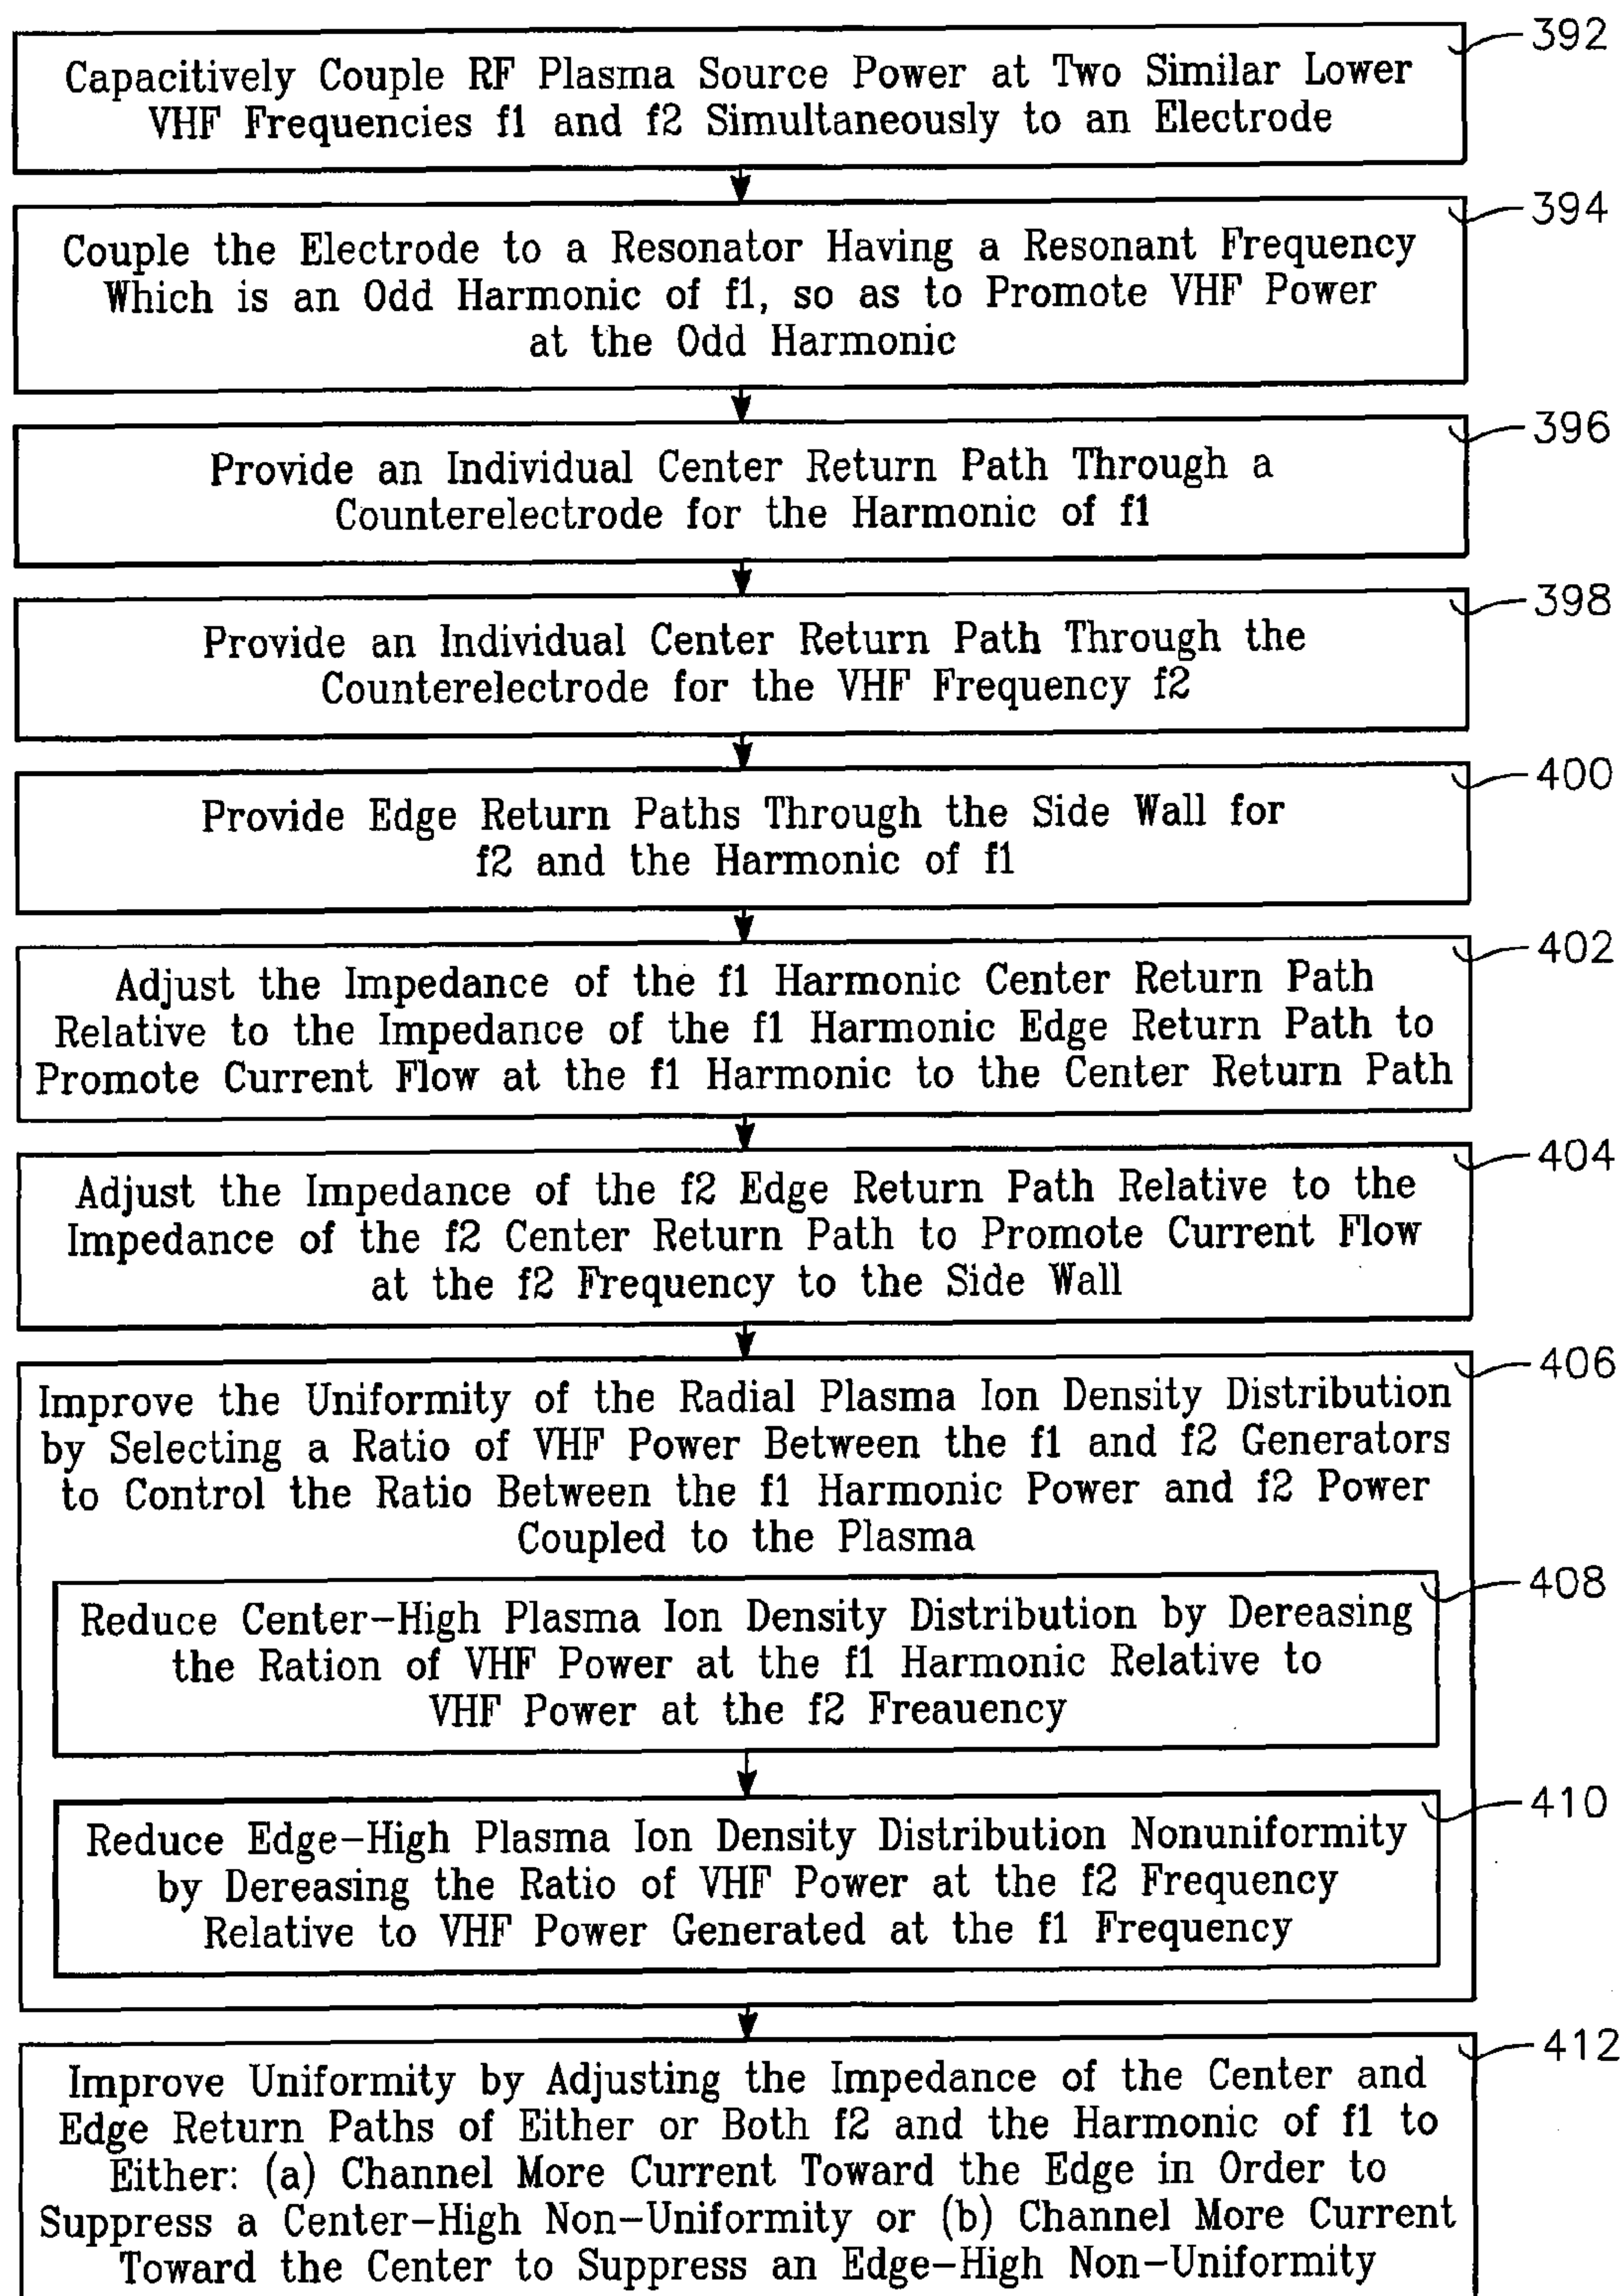 392
Capacitively Couple RF Plasma Source Power at Two Similar Lower
VHF Frequencies f1 and f2 Simultaneously to an Electrode
394
Couple the Electrode to a Resonator Having a Resonant Frequency
Which is an Odd Harmonic of f1, so as to Promote VHF Power
at the Odd Harmonic
396
Provide an Individual Center Return Path Through a
Counterelectrode for the Harmonic of f1
398
Provide an Individual Center Return Path Through the
Counterelectrode for the VHF Frequency f2
400
Provide Edge Return Paths Through the Side Wall for
f2 and the Harmonic of f1
402
Adjust the Impedance of the f1 Harmonic Center Return Path
Relative to the Impedance of the f1 Harmonic Edge Return Path to
Promote Current Flow at the f1 Harmonic to the Center Return Path
404
Adjust the Impedance of the f2 Edge Return Path Relative to the
Impedance of the f2 Center Return Path to Promote Current Flow
at the f2 Frequency to the Side Wall
406
Improve the Uniformity of the Radial Plasma Ion Density Distribution
by Selecting a Ratio of VHF Power Between the f1 and f2 Generators
to Control the Ratio Between the f1 Harmonic Power and f2 Power
Coupled to the Plasma
408
Reduce Center-High Plasma Ion Density Distribution by Dereasing
the Ration of VHF Power at the f1 Harmonic Relative to
VHF Power at the f2 Freauency
410
Reduce Edge-High Plasma Ion Density Distribution Nonuniformity
by Dereasing the Ratio of VHF Power at the f2 Frequency
Relative to VHF Power Generated at the f1 Frequency
412
Improve Uniformity by Adjusting the Impedance of the Center and
Edge Return Paths of Either or Both f2 and the Harmonic of f1 to
Either: (a) Channel More Current Toward the Edge in Order to
Suppress a Center-High Non-Uniformity or (b) Channel More Current
Toward the Center to Suppress an Edge-High Non-Uniformity